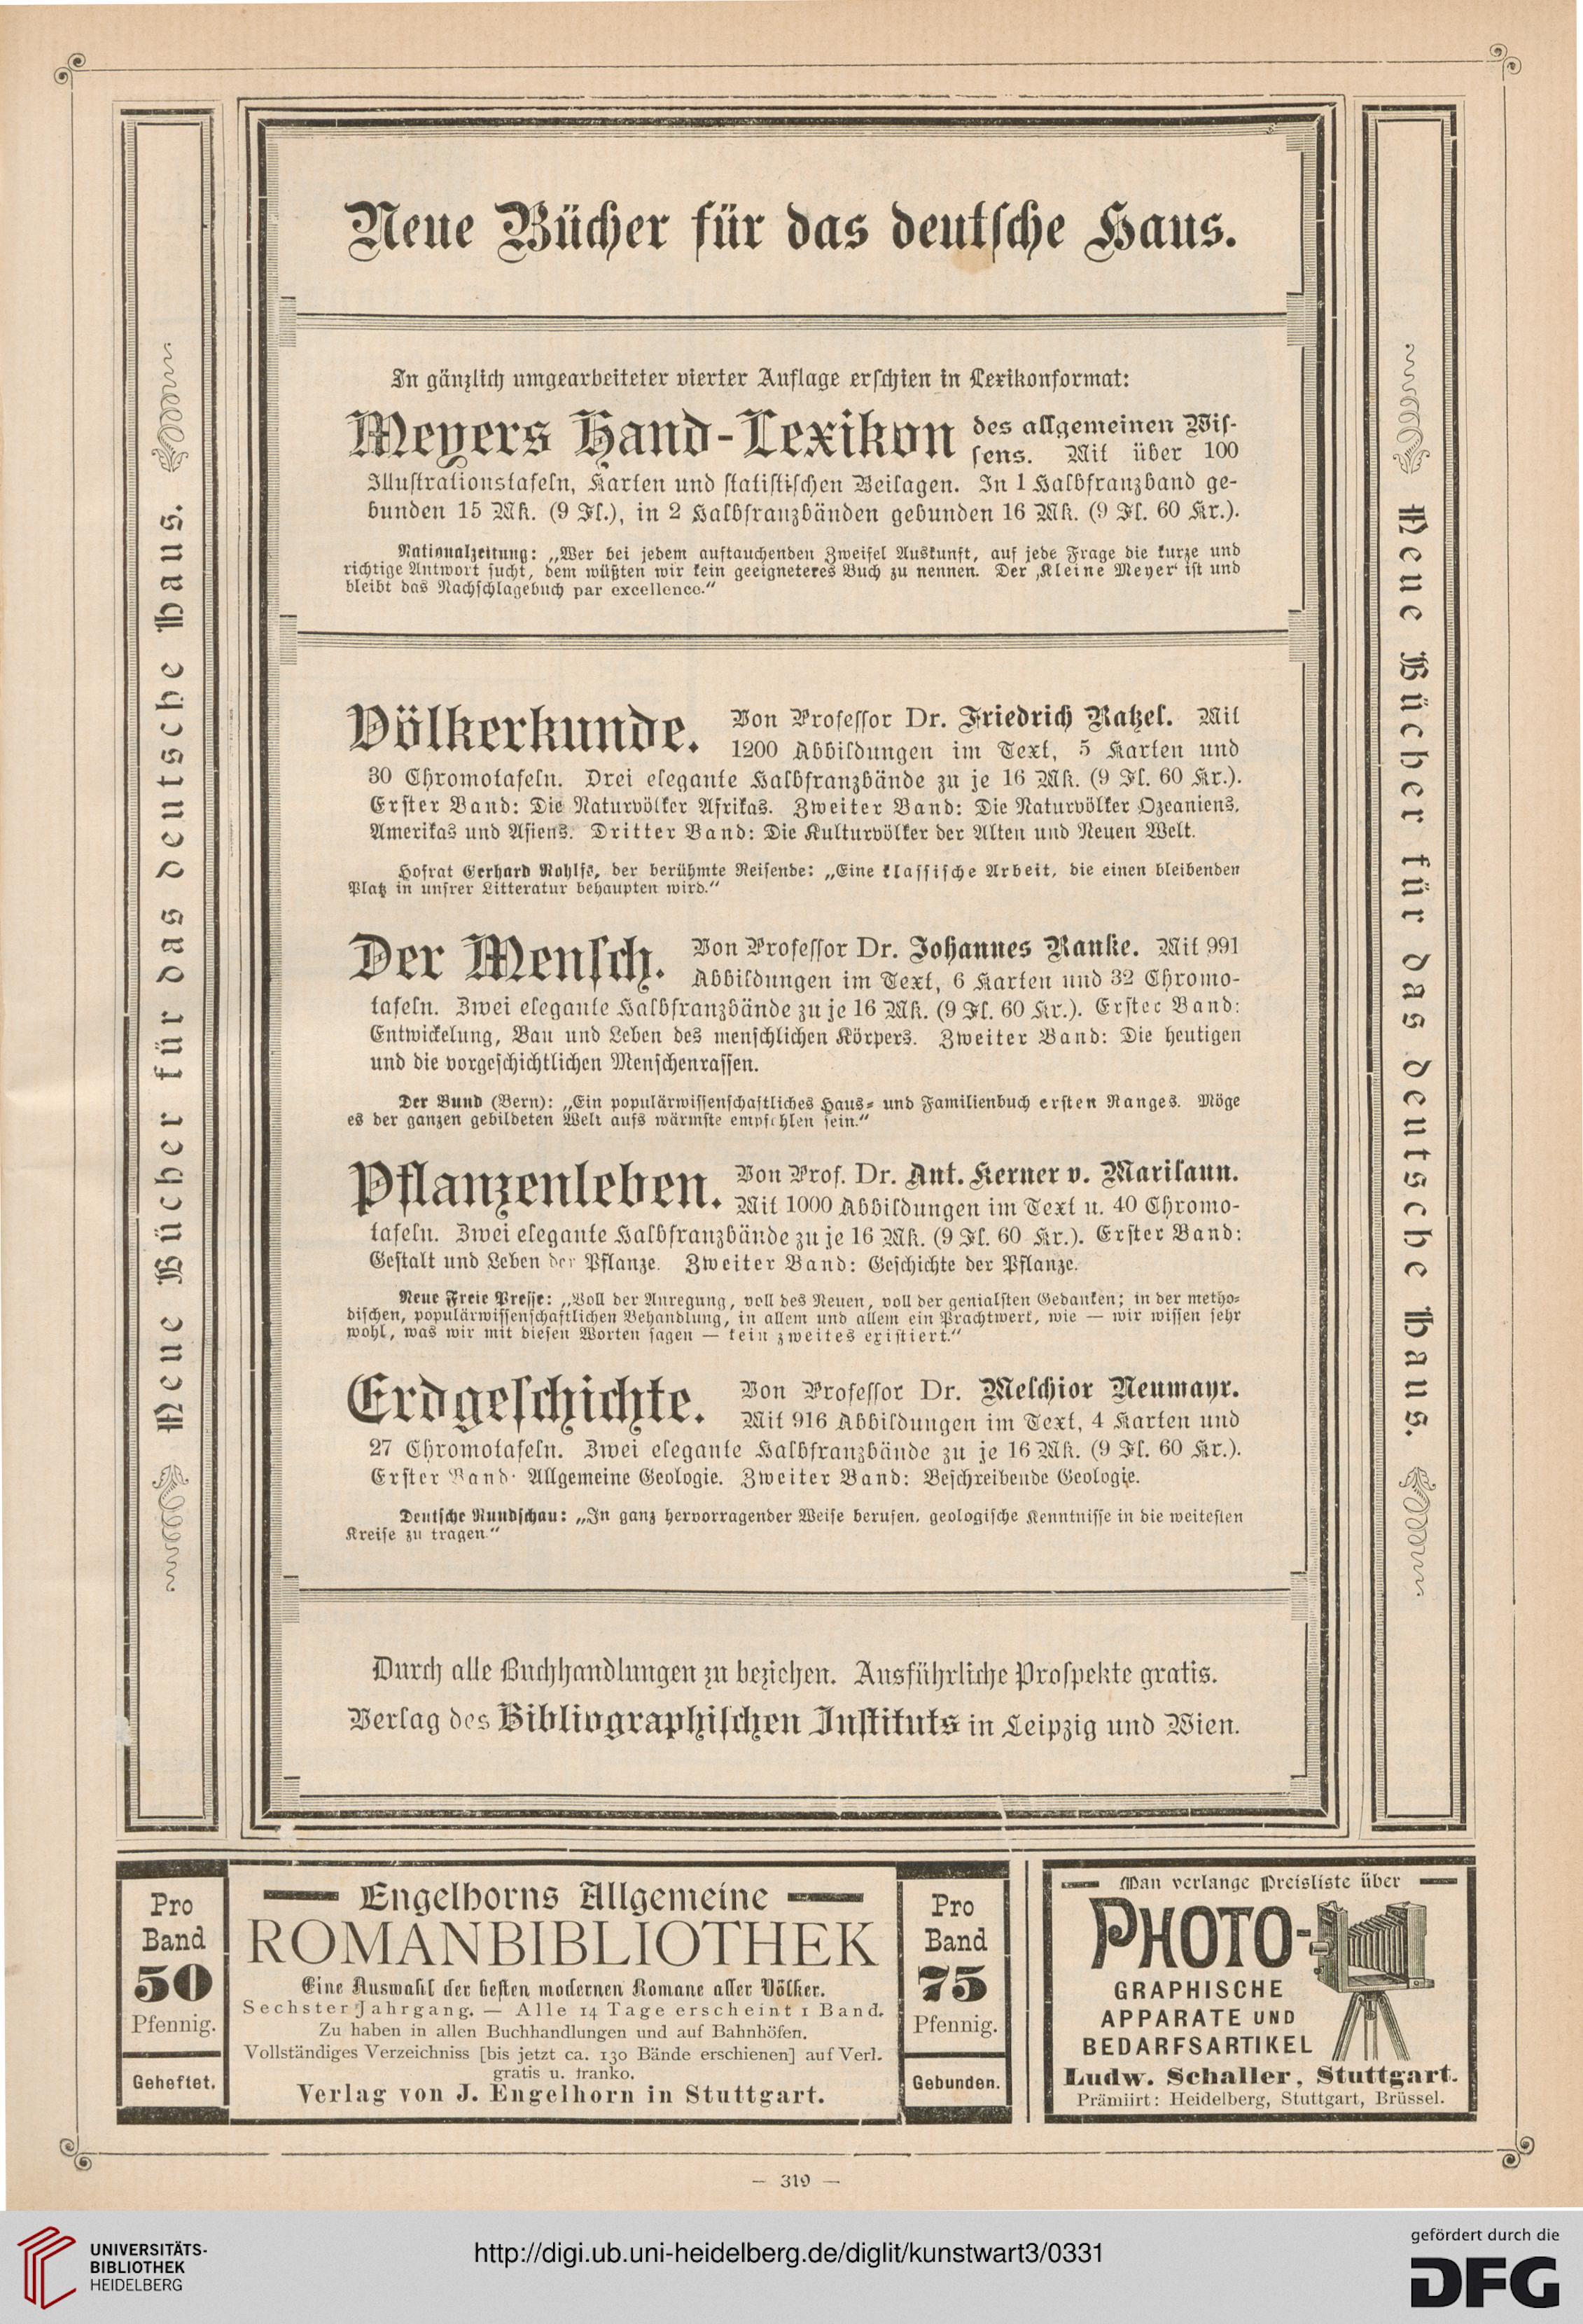 Neue Bücher für das deutsche Haus.
Neue Bücher für das deutsche Haus.
In gänzlich umgearbeiteter vierter Auflage erschien in Lexikonformat:
Meyers Hand-Lexikon des allgemeinen Wis-
sens. Mit über 100
Illustrationstafeln, Karten und statistischen Beilagen. In 1 Halbfranzband ge-
bunden 15 Mk. (9 Fl.), in 2 Halbfranzbänden gebunden 16 Mk. (9 Fl. 60 Kr.).
Nationalzeitung: „Wer bei jedem auftauchenden Zweifel Auskunft, auf jede Frage die kurze und
richtige Antwort sucht, dem wüßten wir kein geeigneteres Buch zu nennen. Der ‚Kleine Meyer‘ ist und
bleibt das Nachschlagebuch par excellence.“
Völkerkunde. Von Professor Dr. Friedrich Ratzel. Mit
1200 Abbildungen im Text, 5 Karten und
30 Chromotafeln. Drei elegante Halbfranzbände zu je 16 Mk. (9 Fl. 60 Kr.).
Erster Band: Die Naturvölker Afrikas. Zweiter Band: Die Naturvölker Ozeaniens,
Amerikas und Asiens. Dritter Band: Die Kulturvölker der Alten und Neuen Welt.
Hofrat Gerhard Rohlfs, der berühmte Reisende: „Eine klassische Arbeit, die einen bleibenden
Platz in unsrer Litteratur behaupten wird.“
Der Mensch. Von Professor Dr. Johannes Ranke. Mit 991
Abbildungen im Text, 6 Karten und 32 Chromo-
tafeln. Zwei elegante Halbfranzbände zu je 16 Mk. (9 Fl. 60 Kr.). Erster Band:
Entwickelung, Bau und Leben des menschlichen Körpers. Zweiter Band: Die heutigen
und die vorgeschichtlichen Menschenrassen.
Der Bund (Bern): „Ein populärwissenschaftliches Haus- und Familienbuch ersten Ranges. Möge
es der ganzen gebildeten Welt aufs wärmste empfohlen sein.“
Pflanzenleben. Von Prof. Dr. Ant. Kerner v. Marilaun.
Mit 1000 Abbildungen im Text u. 40 Chromo-
tafeln. Zwei elegante Halbfranzbände zu je 16 Mk. (9 Fl. 60 Kr.). Erster Band:
Gestalt und Leben der Pflanze. Zweiter Band: Geschichte der Pflanze.
Neue Freie Presse: „Voll der Anregung, voll des Neuen, voll der genialsten Gedanken; in der metho-
dischen, populärwissenschaftlichen Behandlung, in allem und allem ein Prachtwerk, wie — wir wissen sehr
wohl, was wir mit diesen Worten sagen — kein zweites existiert.“
Erdgeschichte. Von Professor Dr. Melchior Neumayr.
Mit 916 Abbildungen im Text, 4 Karten und
27 Chromotafeln. Zwei elegante Halbfranzbände zu je 16 Mk. (9 Fl. 60 Kr.).
Erster Band: Allgemeine Geologie. Zweiter Band: Beschreibende Geologie.
Deutsche Rundschau: „In ganz hervorragender Weise berufen, geologische Kenntnisse in die weitesten
Kreise zu tragen.“
Durch alle Buchhandlungen zu beziehen. Ausführliche Prospekte gratis.
Verlag des Bibliographischen Instituts in Leipzig und Wien.
Neue Bücher für das deutsche Haus.
Pro
Band
50
Pfennig.
Geheftet.
Engelhorns Allgemeine
ROMANBIBLIOTHEK
Eine Auswahl der besten modernen Romane aller Völker.
Sechster Jahrgang. — Alle 14 Tage erscheint 1 Band.
Zu haben in allen Buchhandlungen und auf Bahnhöfen.
Vollständiges Verzeichniss [bis jetzt ca. 130 Bände erschienen] auf Verl.
gratis u. franko.
Verlag von J. Engelhorn in Stuttgart.
Pro
Band
75
Pfennig.
Gebunden.
Man verlange Preisliste über
PHOTO-
GRAPHISCHE
APPARATE UND
BEDARFSARTIKEL
Ludw. Schaller, Stuttgart.
Prämiirt: Heidelberg, Stuttgart, Brüssel.
— 319 —
UNIVERSITÄTS-
BIBLIOTHEK
HEIDELBERG
http://digi.ub.uni-heidelberg.de/diglit/kunstwart3/0331
gefördert durch die
DFG